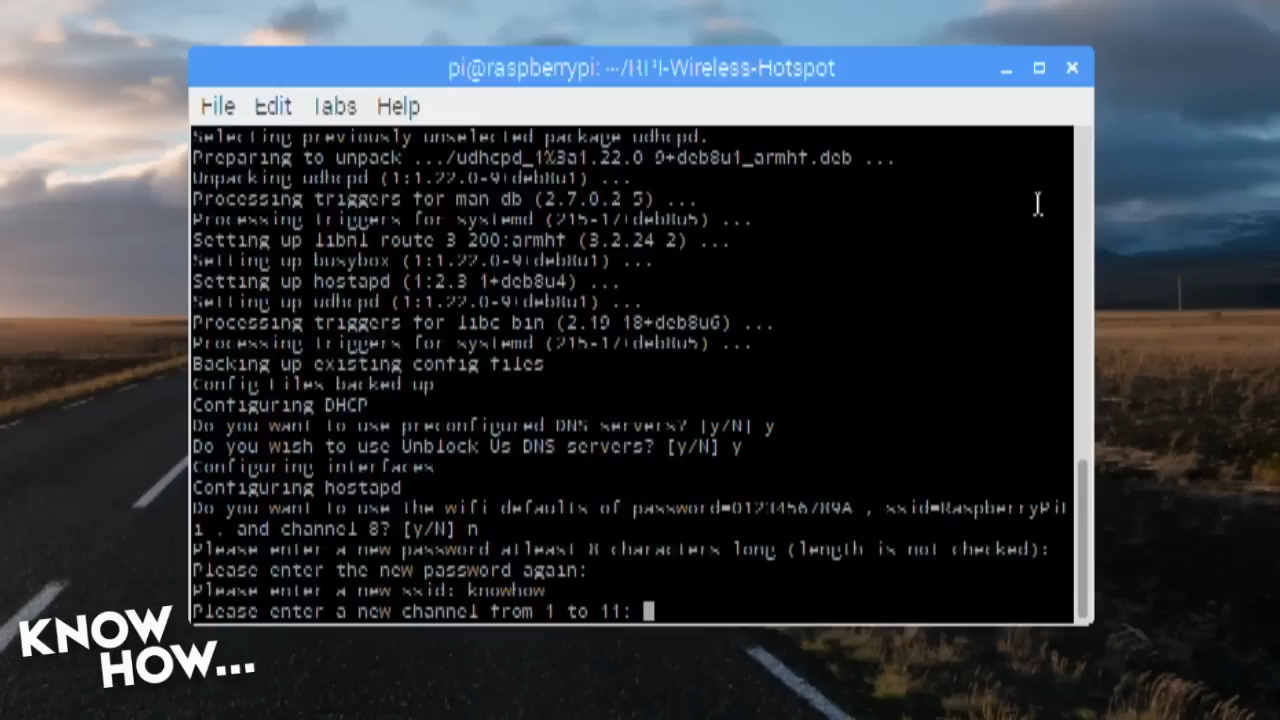 pi@raspberrypi: ~/RPI-Wireless-Hotspot
File Edit Tabs Help
Selecting previously unselected package udhcpd.
Preparing to unpack .../udhcpd_1%3a1.22.0-9+deb8u1_armhf.deb ...
Unpacking udhcpd (1:1.22.0-9+deb8u1) ...
Processing triggers for man-db (2.7.0.2-5) ...
Processing triggers for systemd (215-17+deb8u5) ...
Setting up libnl-route-3-200:armhf (3.2.24-2) ...
Setting up busybox (1:1.22.0-9+deb8u1) ...
Setting up hostapd (1:2.3-1+deb8u4) ...
Setting up udhcpd (1:1.22.0-9+deb8u1) ...
Processing triggers for libc-bin (2.19-18+deb8u6) ...
Processing triggers for systemd (215-17+deb8u5) ...
Backing up existing config files
Config files backed up
Configuring DHCP
Do you want to use preconfigured DNS servers? [y/N] y
Do you wish to use Unblock Us DNS servers? [y/N] y
Configuring interfaces
Configuring hostapd
Do you want to use the wifi defaults of password=0123456789A , ssid=RaspberryPiF
i , and channel 8? [y/N] n
Please enter a new password atleast 8 characters long (length is not checked):
Please enter the new password again:
Please enter a new ssid: knowhow
Please enter a new channel from 1 to 11:
KNOW
HOW...